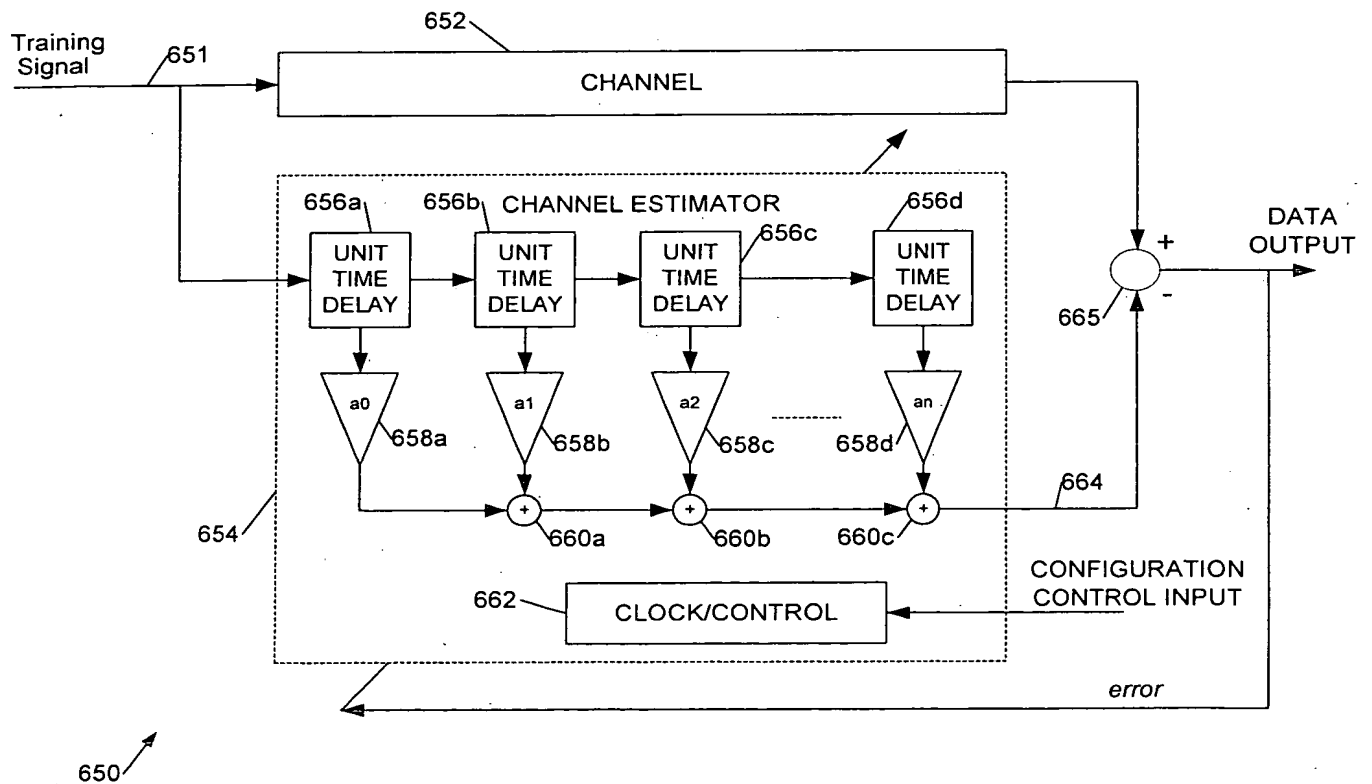 652
Training
Signal
651
CHANNEL
656a
656b
CHANNEL ESTIMATOR
656d
656c
UNIT
TIME
DELAY
UNIT
TIME
DELAY
UNIT
TIME
DELAY
UNIT
TIME
DELAY
DATA
OUTPUT
+
-
665
a0
a1
a2
an
658a
658b
658c
658d
664
+
+
+
654
660a
660b
660c
662
CLOCK/CONTROL
CONFIGURATION
CONTROL INPUT
error
650